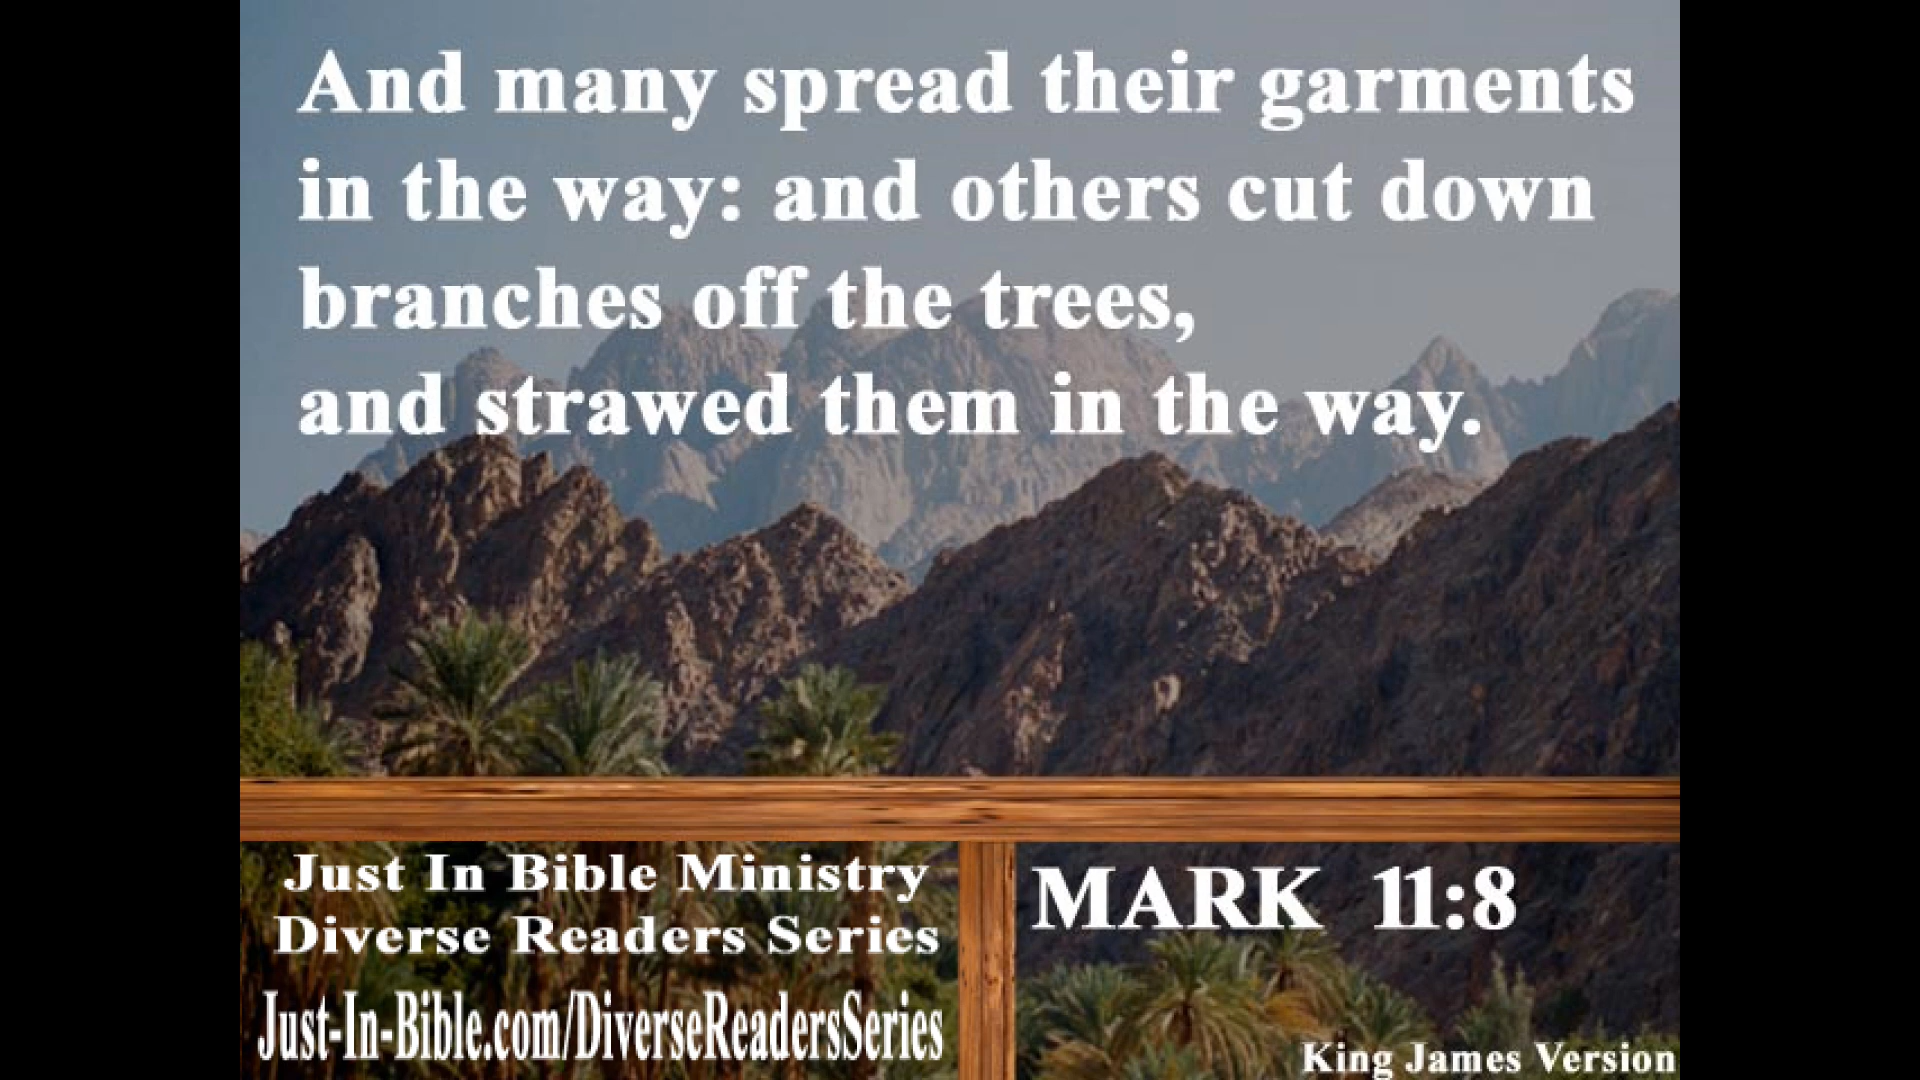 And many spread their garments
in the way: and others cut down
branches off the trees,
and strawed them in the way.
Just In Bible Ministry
Diverse Readers Series
Just-In-Bible.com/DiverseReadersSeries
MARK 11:8
King James Version